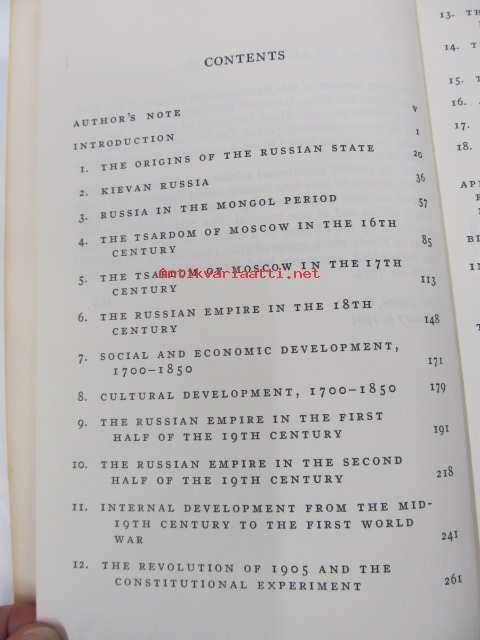 CONTENTS
AUTHOR'S NOTE v
INTRODUCTION 1
1. THE ORIGINS OF THE RUSSIAN STATE 20
2. KIEVAN RUSSIA 36
3. RUSSIA IN THE MONGOL PERIOD 57
4. THE TSARDOM OF MOSCOW IN THE 16TH
CENTURY 85
5. THE TSARDOM OF MOSCOW IN THE 17TH
CENTURY 113
antikvariaatti.net
6. THE RUSSIAN EMPIRE IN THE 18TH
CENTURY 148
7. SOCIAL AND ECONOMIC DEVELOPMENT,
1700–1850 171
8. CULTURAL DEVELOPMENT, 1700–1850 179
9. THE RUSSIAN EMPIRE IN THE FIRST
HALF OF THE 19TH CENTURY 191
10. THE RUSSIAN EMPIRE IN THE SECOND
HALF OF THE 19TH CENTURY 218
11. INTERNAL DEVELOPMENT FROM THE MID-
19TH CENTURY TO THE FIRST WORLD
WAR 241
12. THE REVOLUTION OF 1905 AND THE
CONSTITUTIONAL EXPERIMENT 261
13. TH
14. T
15.
16.
17.
18.
AP
BI
IN